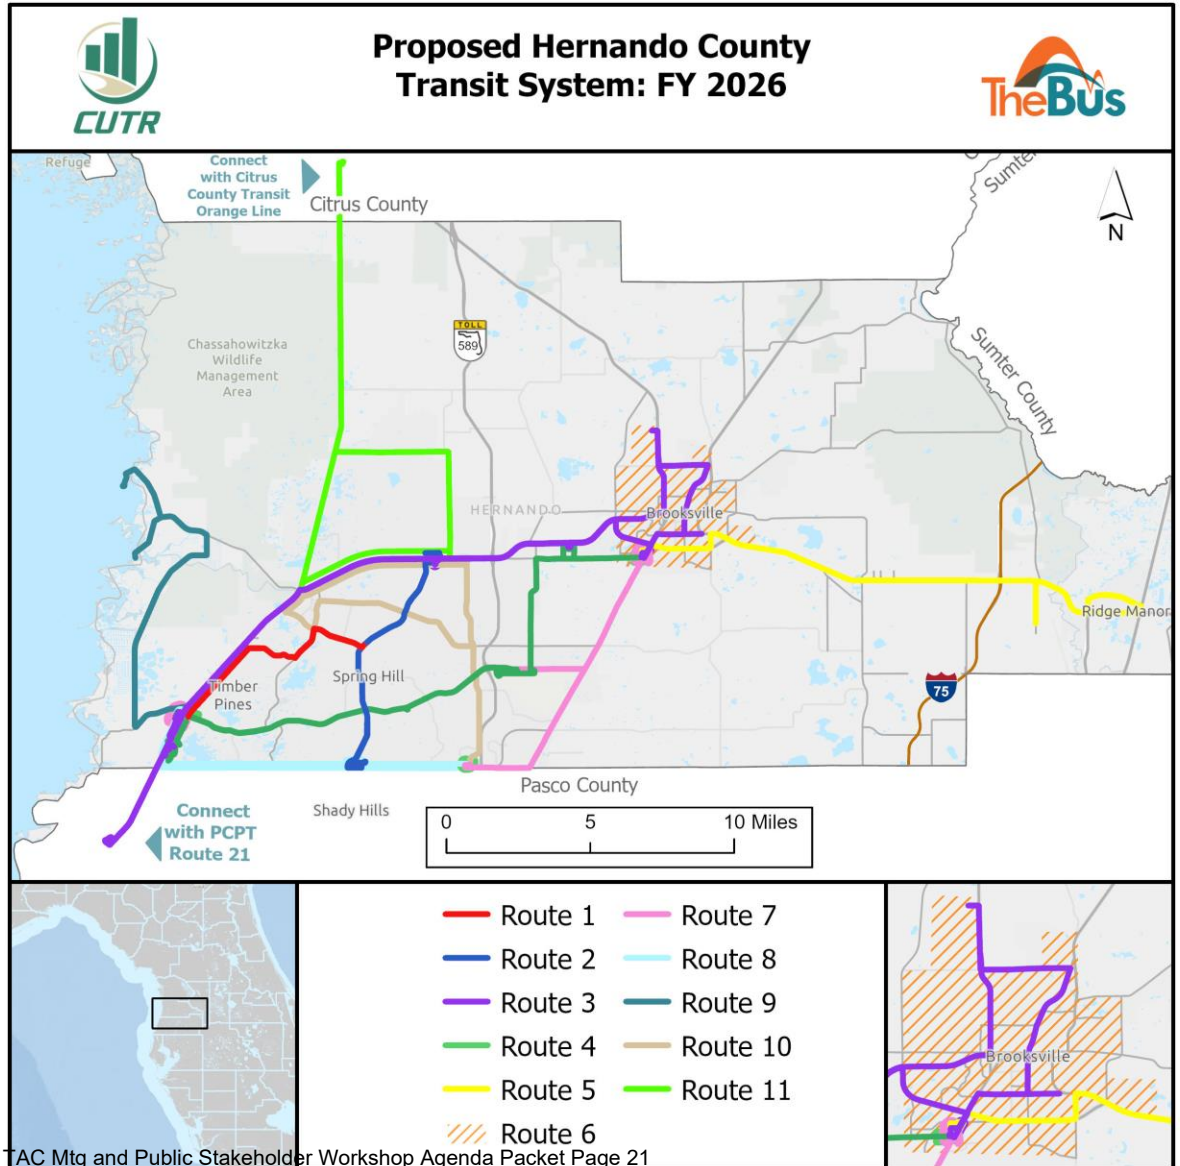 Proposed Hernando County
Transit System: FY 2026
CUTR
TheBus
Refuge
Connect
with Citrus
County Transit
Orange Line
Citrus County
Sumter
N
TOLL
589
Chassahowitzka
Wildlife
Management
Area
Sumter County
HERNANDO
Brooksville
Ridge Manor
Spring Hill
Timber
Pines
75
Pasco County
Shady Hills
Connect
with PCPT
Route 21
0 5 10 Miles
Route 1
Route 2
Route 3
Route 4
Route 5
Route 6
Route 7
Route 8
Route 9
Route 10
Route 11
Brooksville
TAC Mtg and Public Stakeholder Workshop Agenda Packet Page 21